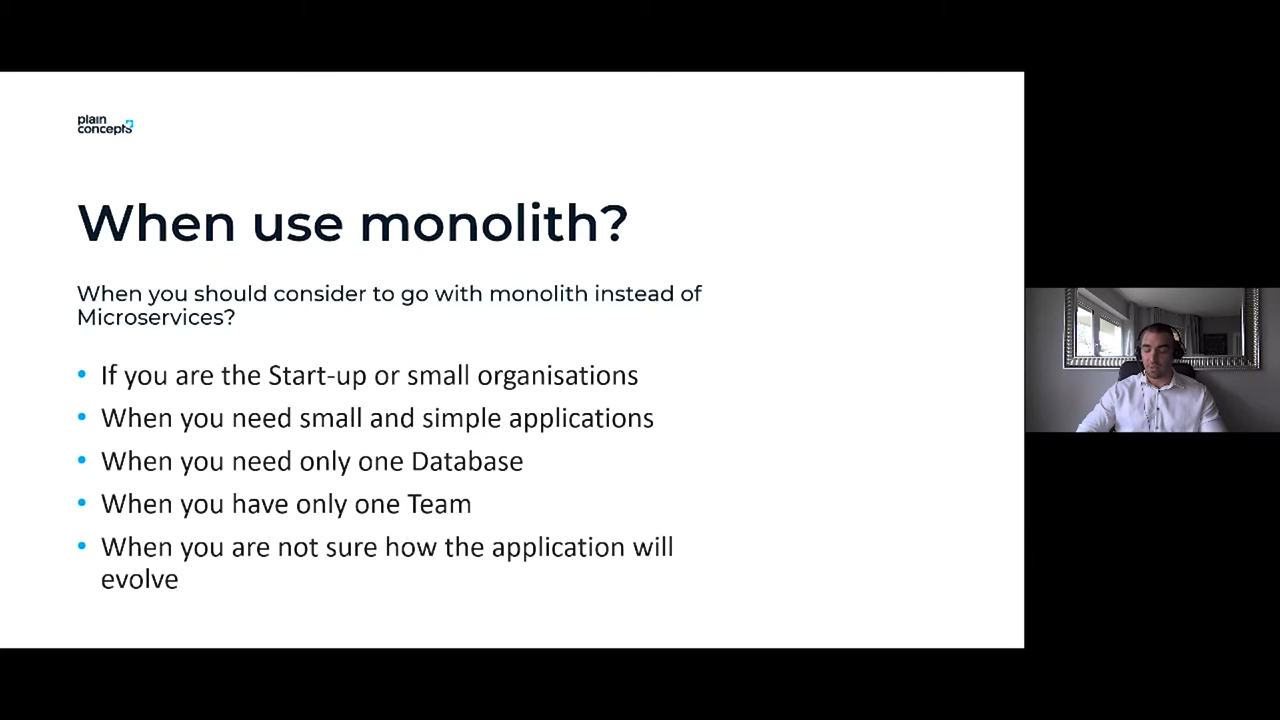 plain
concepts
When use monolith?
When you should consider to go with monolith instead of
Microservices?
• If you are the Start-up or small organisations
• When you need small and simple applications
• When you need only one Database
• When you have only one Team
• When you are not sure how the application will
evolve